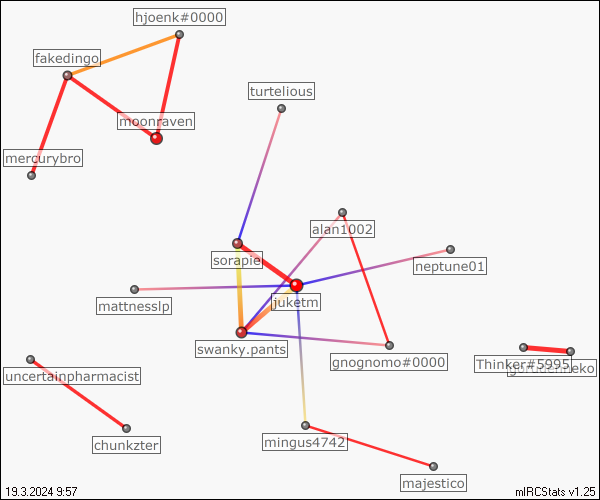 hjoenk#0000
fakedingo
turtelious
moonraven
mercurybro
alan1002
sorapie
neptune01
mattnesslp
juketm
swanky.pants
gnognomo#0000
Thinker#5995
uncertainpharmacist
chunkzter
mingus4742
majestico
19.3.2024 9:57
mIRCStats v1.25